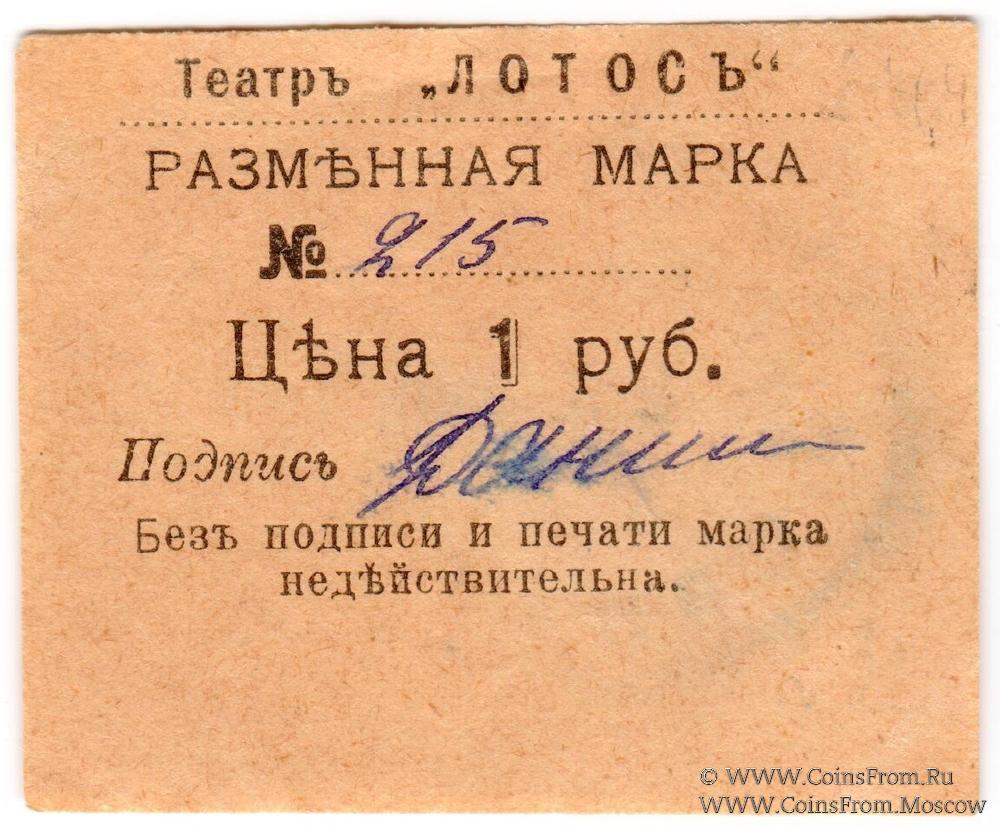 Театръ „ЛОТОСЪ“
РАЗМѢННАЯ МАРКА
№ 215
Цѣна 1 руб.
Подпись
Безъ подписи и печати марка
недѣйствительна.
© WWW.CoinsFrom.Ru
WWW.CoinsFrom.Moscow